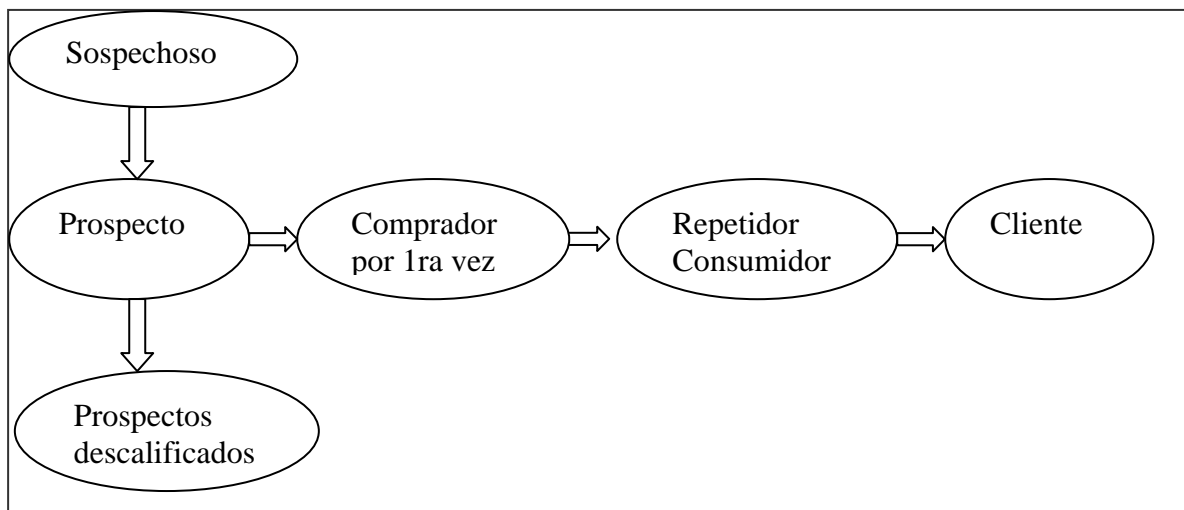 Sospechoso
Prospecto
Comprador
por 1ra vez
Repetidor
Consumidor
Cliente
Prospectos
descalificados